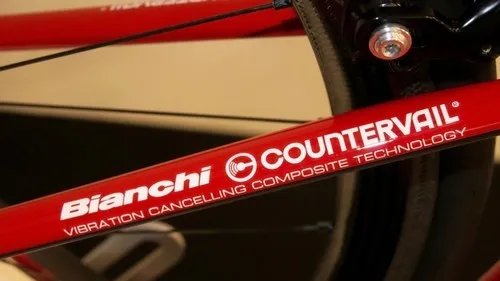 Bianchi COUNTERVAIL®
VIBRATION CANCELLING COMPOSITE TECHNOLOGY